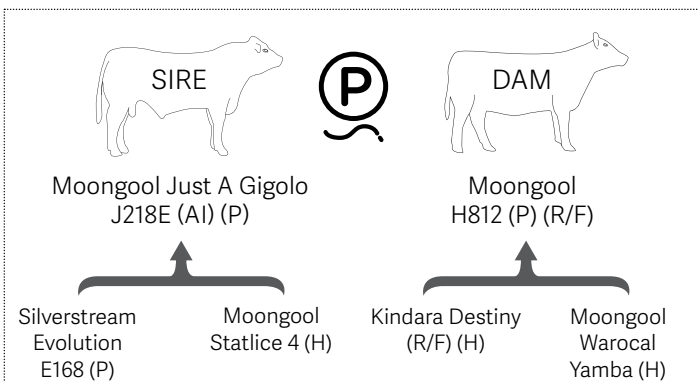 SIRE
P
DAM
Moongool Just A Gigolo
J218E (AI) (P)
Moongool
H812 (P) (R/F)
Silverstream
Evolution
E168 (P)
Moongool
Statlice 4 (H)
Kindara Destiny
(R/F) (H)
Moongool
Warocal
Yamba (H)